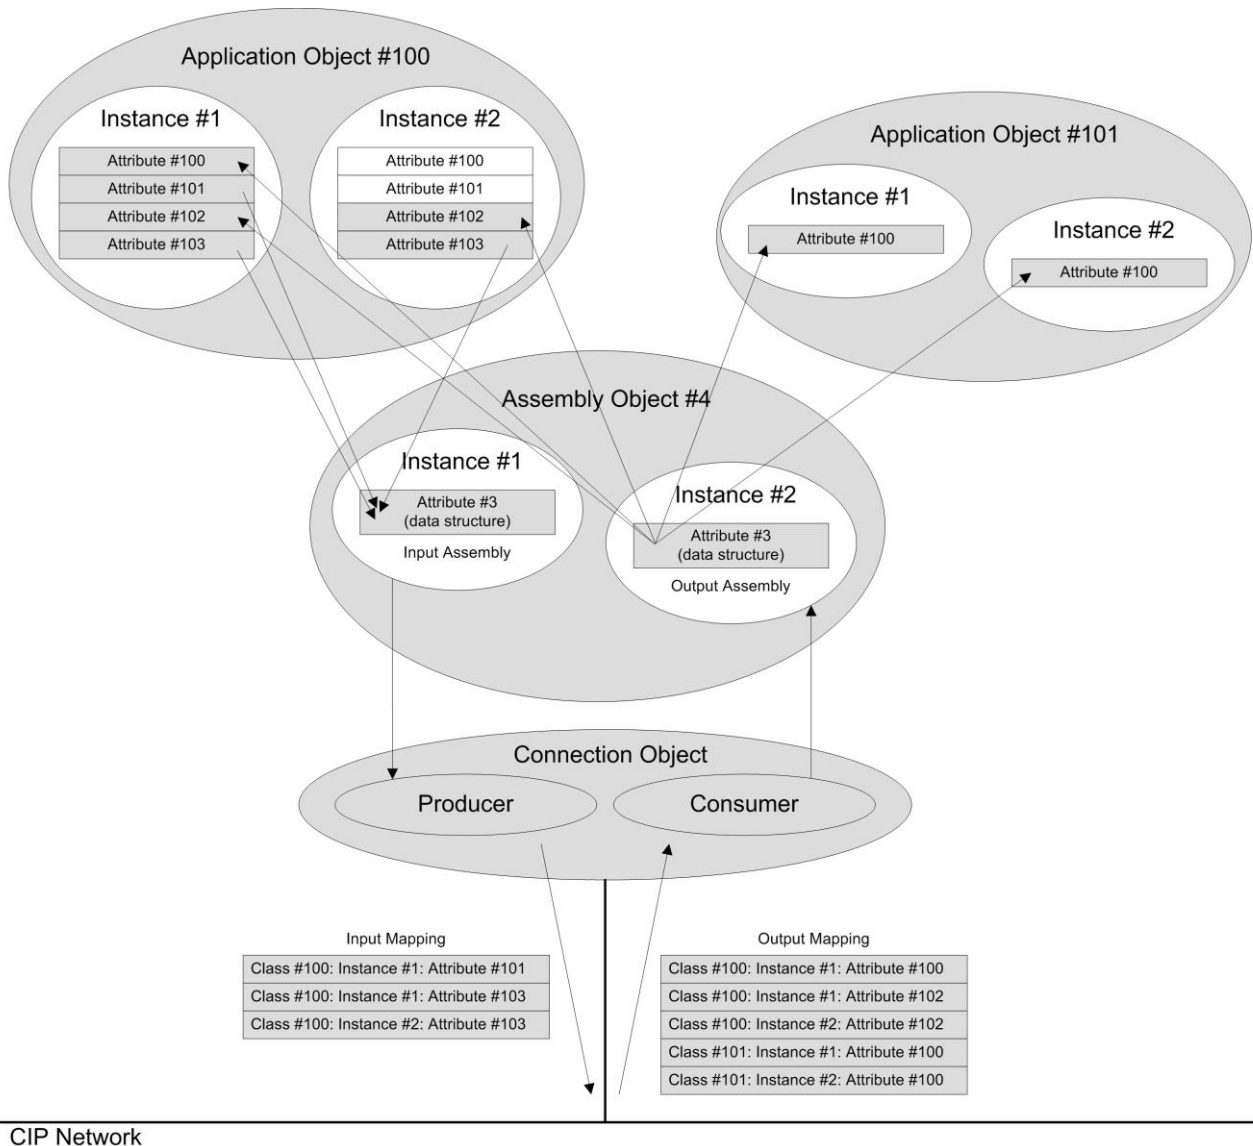 Application Object #100
Instance #1
Attribute #100
Attribute #101
Attribute #102
Attribute #103
Instance #2
Attribute #100
Attribute #101
Attribute #102
Attribute #103
Application Object #101
Instance #1
Attribute #100
Instance #2
Attribute #100
Assembly Object #4
Instance #1
Attribute #3
(data structure)
Input Assembly
Instance #2
Attribute #3
(data structure)
Output Assembly
Connection Object
Producer
Consumer
Input Mapping
Class #100: Instance #1: Attribute #101
Class #100: Instance #1: Attribute #103
Class #100: Instance #2: Attribute #103
Output Mapping
Class #100: Instance #1: Attribute #100
Class #100: Instance #1: Attribute #102
Class #100: Instance #2: Attribute #102
Class #101: Instance #1: Attribute #100
Class #101: Instance #2: Attribute #100
CIP Network